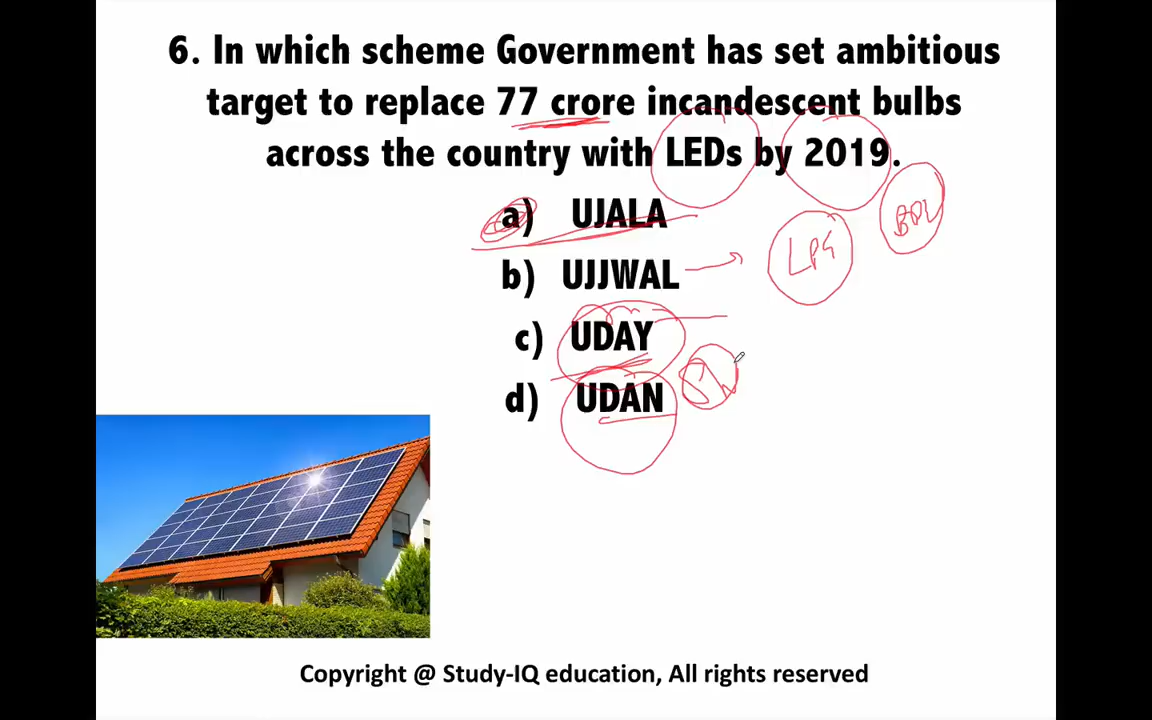 6. In which scheme Government has set ambitious
target to replace 77 crore incandescent bulbs
across the country with LEDs by 2019.
a) UJALA
b) UJJWAL
LPG
BPL
c) UDAY
d) UDAN
Copyright @ Study-IQ education, All rights reserved